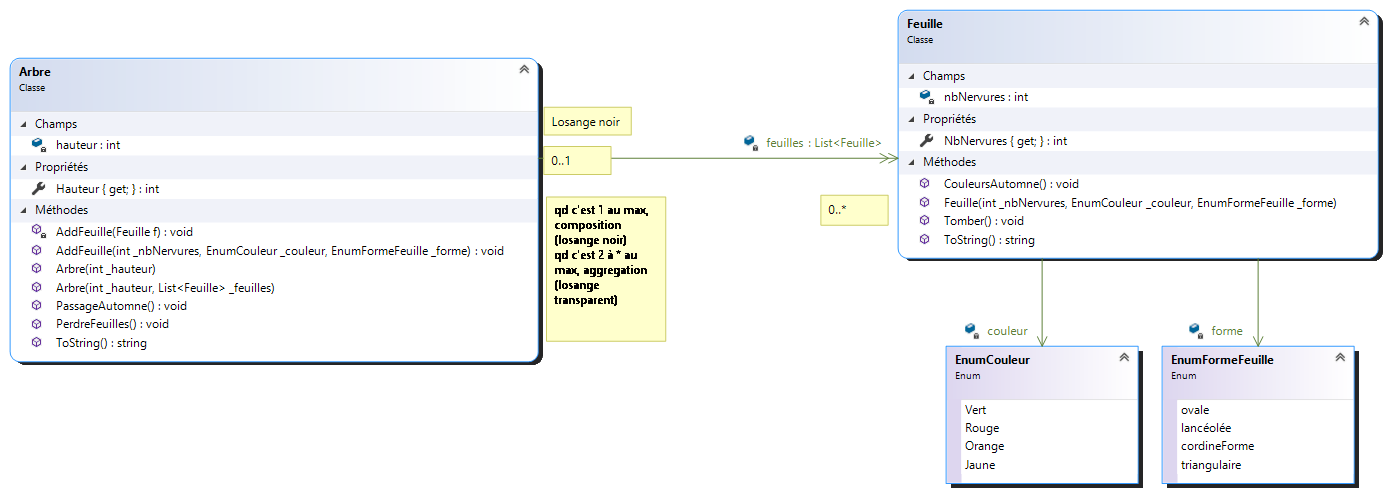 Arbre
Classe
Champs
hauteur : int
Propriétés
Hauteur { get; } : int
Méthodes
AddFeuille(Feuille f) : void
AddFeuille(int _nbNervures, EnumCouleur _couleur, EnumFormeFeuille _forme) : void
Arbre(int _hauteur)
Arbre(int _hauteur, List<Feuille> _feuilles)
PassageAutomne() : void
PerdreFeuilles() : void
ToString() : string
Losange noir
0..1
qd c'est 1 au max,
composition
(losange noir)
qd c'est 2 à * au
max, aggregation
(losange
transparent)
feuilles : List<Feuille>
0..*
Feuille
Classe
Champs
nbNervures : int
Propriétés
NbNervures { get; } : int
Méthodes
CouleursAutomne() : void
Feuille(int _nbNervures, EnumCouleur _couleur, EnumFormeFeuille _forme)
Tomber() : void
ToString() : string
couleur
forme
EnumCouleur
Enum
Vert
Rouge
Orange
Jaune
EnumFormeFeuille
Enum
ovale
lancéolée
cordineForme
triangulaire